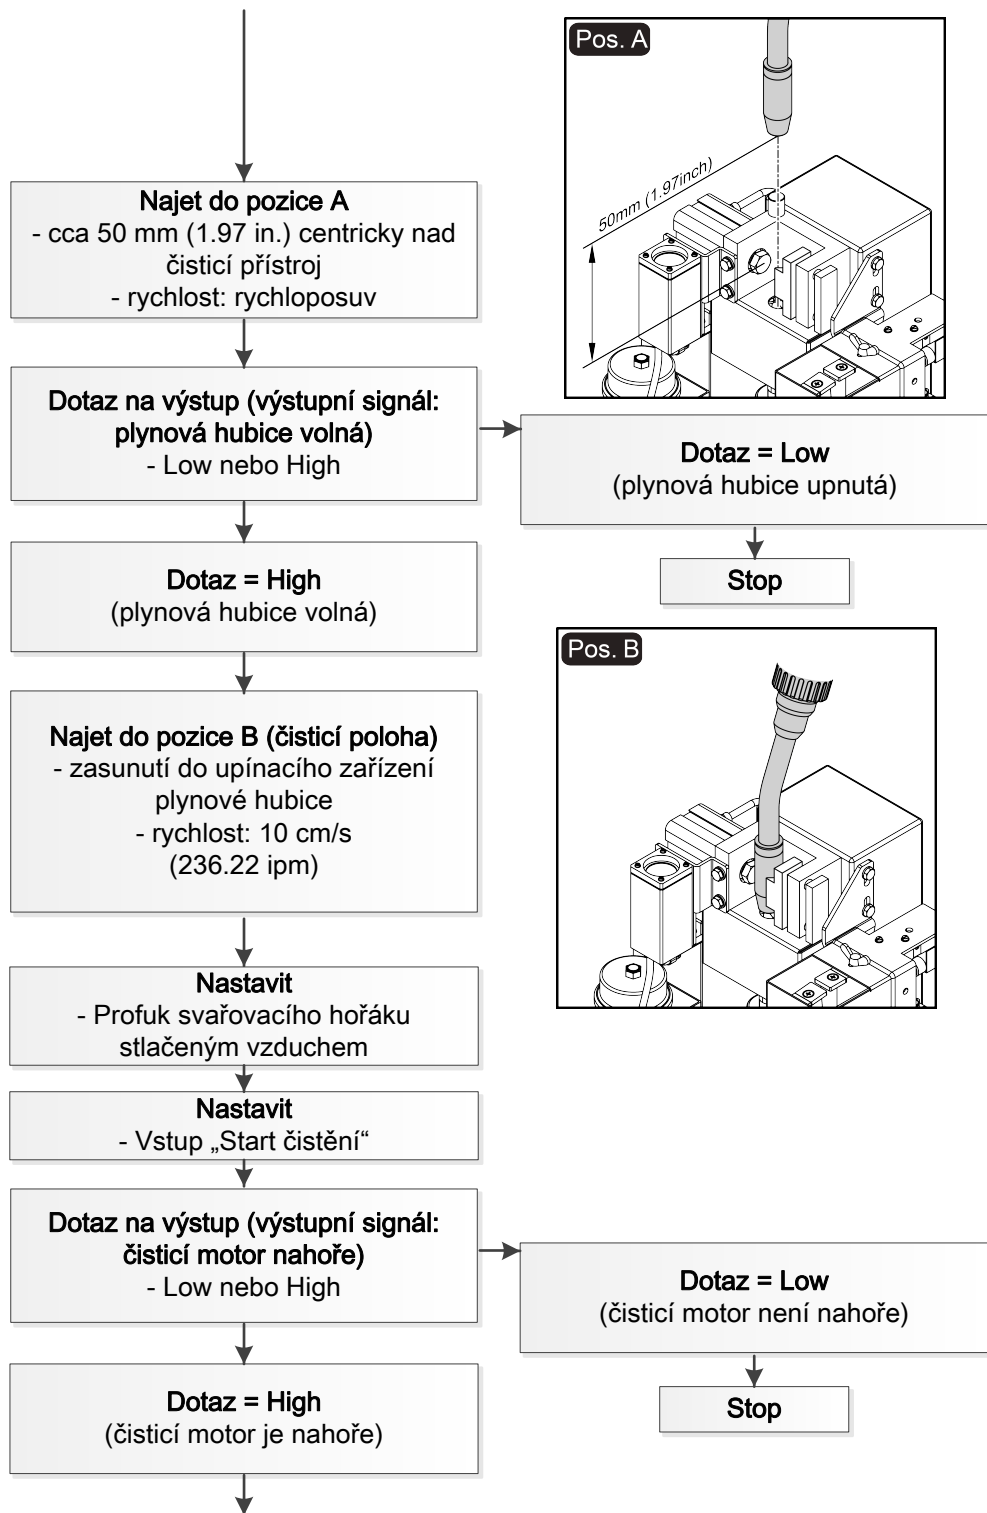 Pos. A
50mm (1.97inch)
Najet do pozice A
- cca 50 mm (1.97 in.) centricky nad
čisticí přístroj
- rychlost: rychloposuv
Dotaz na výstup (výstupní signál:
plynová hubice volná)
- Low nebo High
Dotaz = Low
(plynová hubice upnutá)
Stop
Dotaz = High
(plynová hubice volná)
Pos. B
Najet do pozice B (čisticí poloha)
- zasunutí do upínacího zařízení
plynové hubice
- rychlost: 10 cm/s
(236.22 ipm)
Nastavit
- Profuk svařovacího hořáku
stlačeným vzduchem
Nastavit
- Vstup „Start čistění“
Dotaz na výstup (výstupní signál:
čisticí motor nahoře)
- Low nebo High
Dotaz = Low
(čisticí motor není nahoře)
Stop
Dotaz = High
(čisticí motor je nahoře)